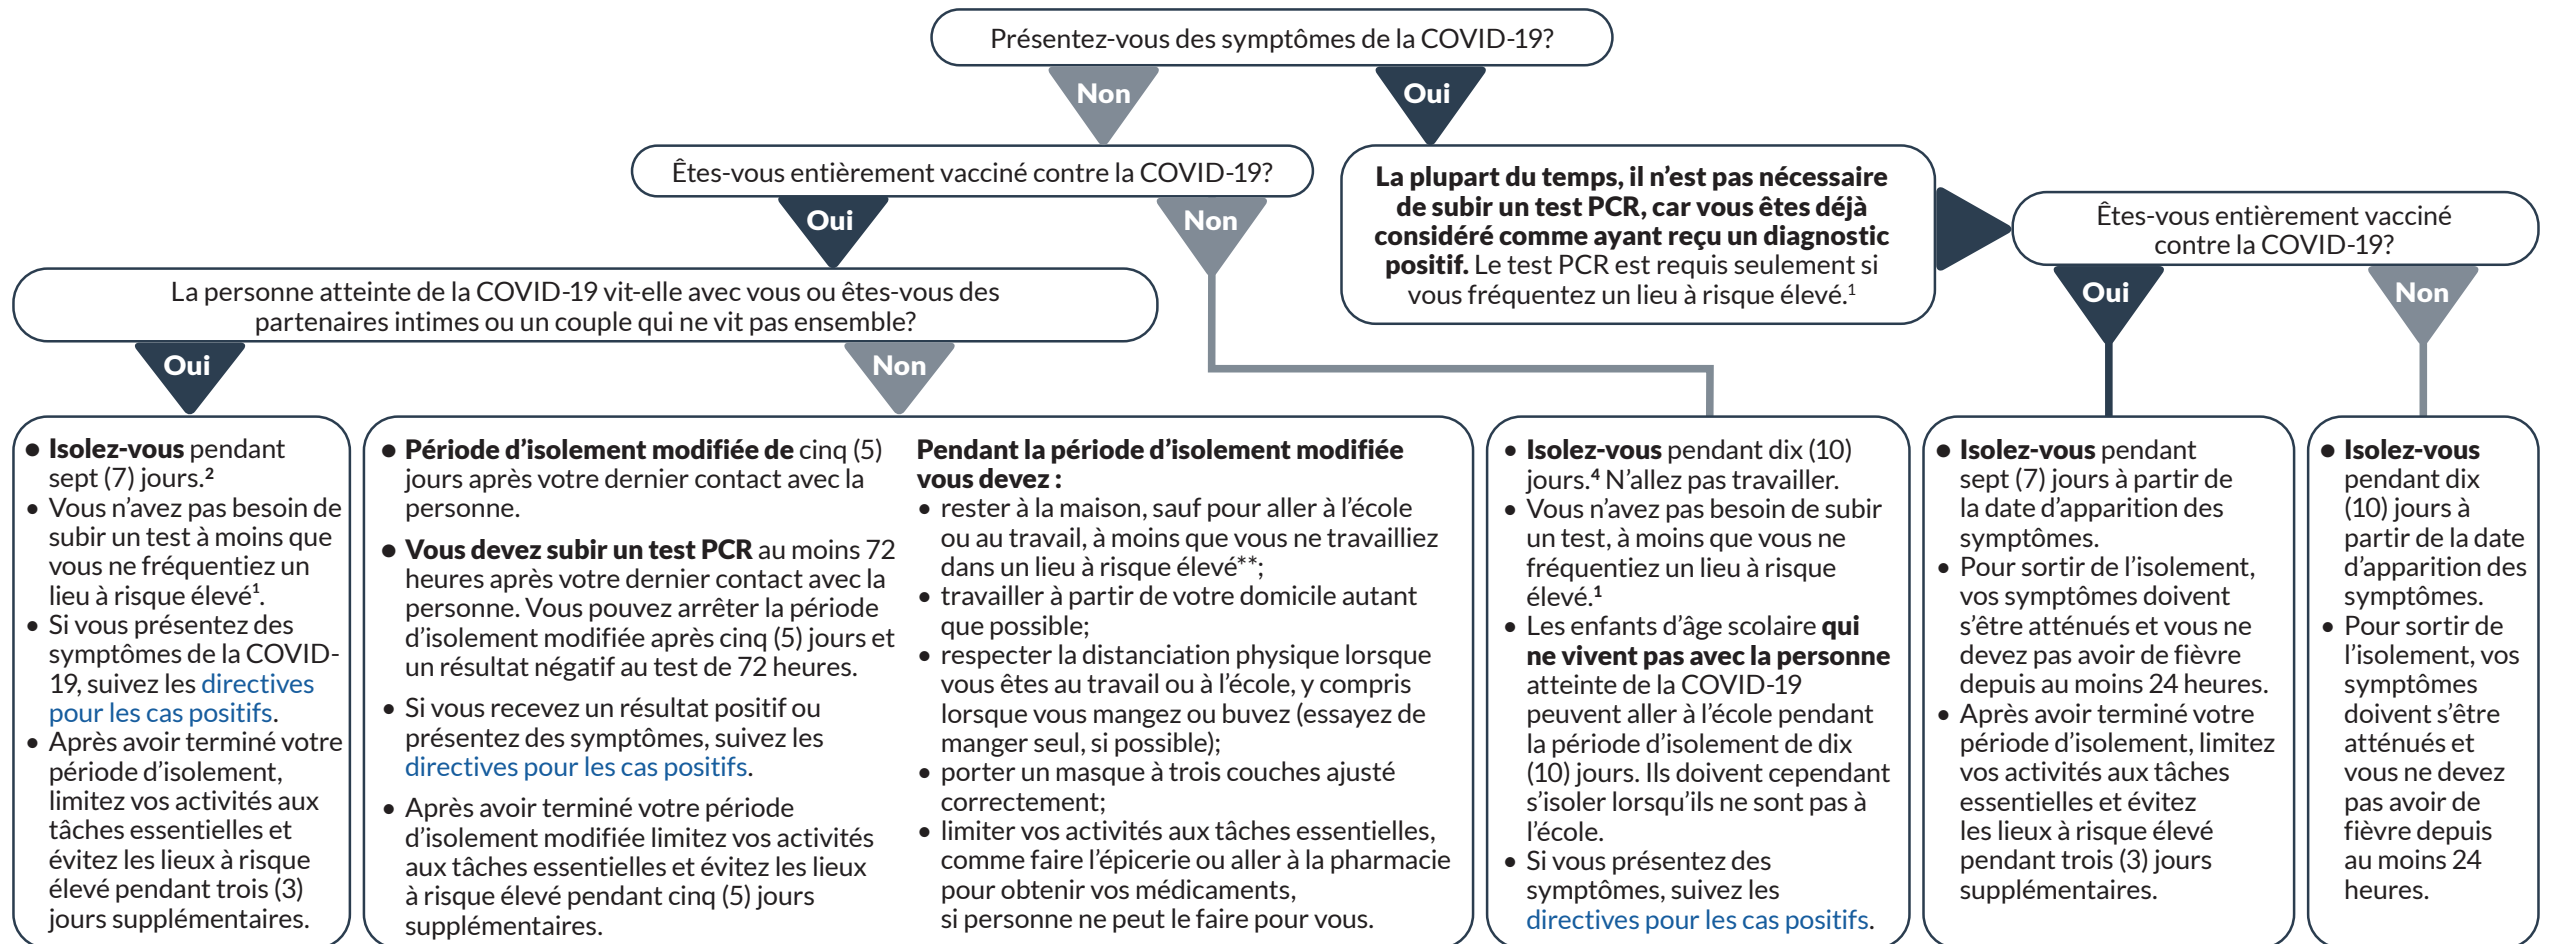 Présentez-vous des symptômes de la COVID-19?
Non
Oui
Êtes-vous entièrement vacciné contre la COVID-19?
Oui
Non
La plupart du temps, il n’est pas nécessaire
de subir un test PCR, car vous êtes déjà
considéré comme ayant reçu un diagnostic
positif. Le test PCR est requis seulement si
vous fréquentez un lieu à risque élevé.¹
Êtes-vous entièrement vacciné
contre la COVID-19?
Oui
Non
La personne atteinte de la COVID-19 vit-elle avec vous ou êtes-vous des
partenaires intimes ou un couple qui ne vit pas ensemble?
Oui
Non
• Isolez-vous pendant
sept (7) jours.²
• Vous n’avez pas besoin de
subir un test à moins que
vous ne fréquentiez un
lieu à risque élevé¹.
• Si vous présentez des
symptômes de la COVID-
19, suivez les directives
pour les cas positifs.
• Après avoir terminé votre
période d’isolement,
limitez vos activités aux
tâches essentielles et
évitez les lieux à risque
élevé pendant trois (3)
jours supplémentaires.
• Période d’isolement modifiée de cinq (5)
jours après votre dernier contact avec la
personne.
• Vous devez subir un test PCR au moins 72
heures après votre dernier contact avec la
personne. Vous pouvez arrêter la période
d’isolement modifiée après cinq (5) jours et
un résultat négatif au test de 72 heures.
• Si vous recevez un résultat positif ou
présentez des symptômes, suivez les
directives pour les cas positifs.
• Après avoir terminé votre période
d’isolement modifiée limitez vos activités
aux tâches essentielles et évitez les lieux
à risque élevé pendant cinq (5) jours
supplémentaires.
Pendant la période d’isolement modifiée
vous devez :
• rester à la maison, sauf pour aller à l’école
ou au travail, à moins que vous ne travailliez
dans un lieu à risque élevé**;
• travailler à partir de votre domicile autant
que possible;
• respecter la distanciation physique lorsque
vous êtes au travail ou à l’école, y compris
lorsque vous mangez ou buvez (essayez de
manger seul, si possible);
• porter un masque à trois couches ajusté
correctement;
• limiter vos activités aux tâches essentielles,
comme faire l’épicerie ou aller à la pharmacie
pour obtenir vos médicaments,
si personne ne peut le faire pour vous.
• Isolez-vous pendant dix (10)
jours.⁴ N’allez pas travailler.
• Vous n’avez pas besoin de subir
un test, à moins que vous ne
fréquentiez un lieu à risque
élevé.¹
• Les enfants d’âge scolaire qui
ne vivent pas avec la personne
atteinte de la COVID-19
peuvent aller à l’école pendant
la période d’isolement de dix
(10) jours. Ils doivent cependant
s’isoler lorsqu’ils ne sont pas à
l’école.
• Si vous présentez des
symptômes, suivez les
directives pour les cas positifs.
• Isolez-vous pendant
sept (7) jours à partir de
la date d’apparition des
symptômes.
• Pour sortir de l’isolement,
vos symptômes doivent
s’être atténués et vous ne
devez pas avoir de fièvre
depuis au moins 24 heures.
• Après avoir terminé votre
période d’isolement, limitez
vos activités aux tâches
essentielles et évitez
les lieux à risque élevé
pendant trois (3) jours
supplémentaires.
• Isolez-vous
pendant dix
(10) jours à
partir de la date
d’apparition des
symptômes.
• Pour sortir de
l’isolement, vos
symptômes
doivent s’être
atténués et
vous ne devez
pas avoir de
fièvre depuis
au moins 24
heures.